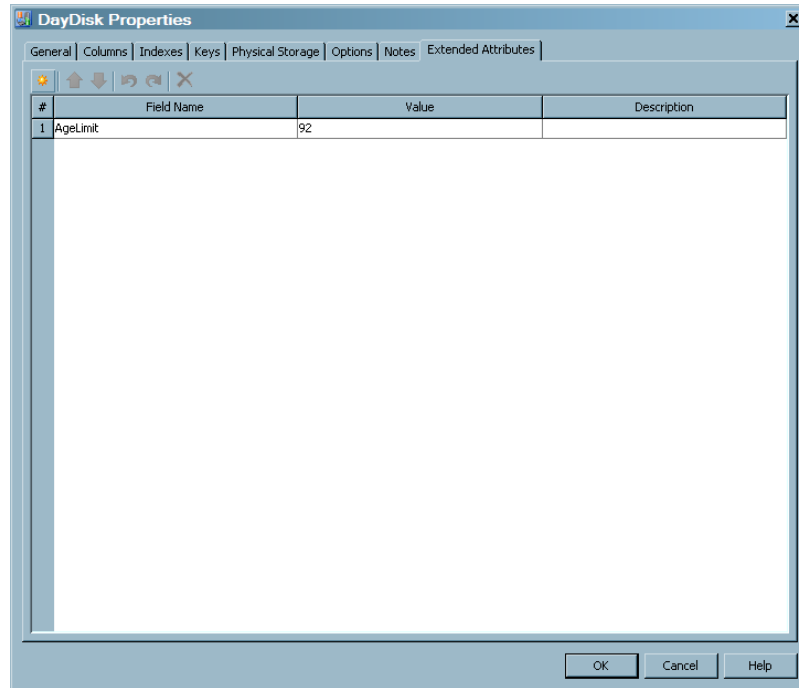 DayDisk Properties
General Columns Indexes Keys Physical Storage Options Notes Extended Attributes
# Field Name Value Description
1 AgeLimit 92
OK Cancel Help